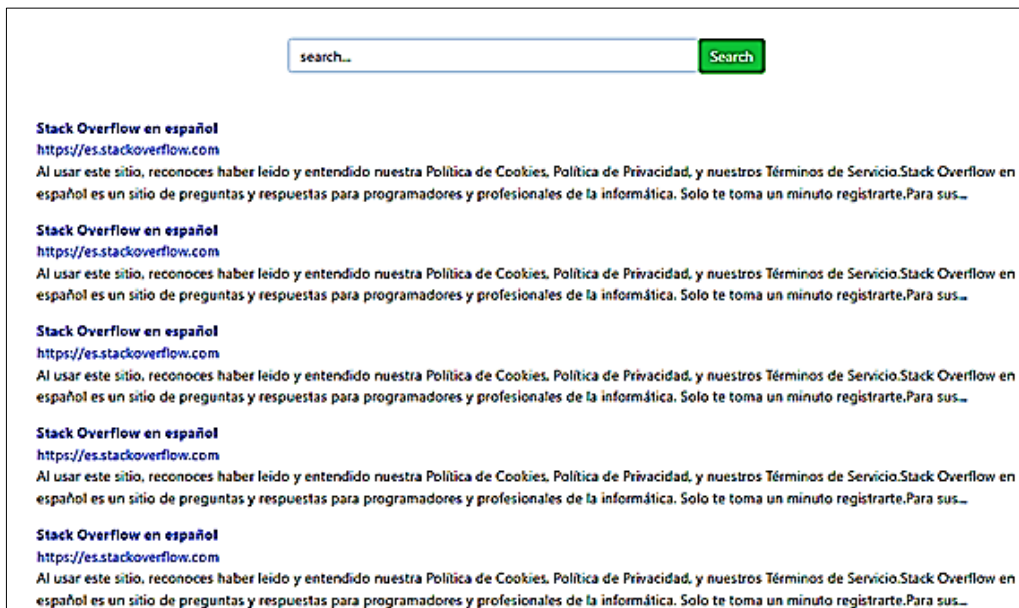 search...
Search
Stack Overflow en español
https://es.stackoverflow.com
Al usar este sitio, reconoces haber leido y entendido nuestra Política de Cookies, Política de Privacidad, y nuestros Términos de Servicio.Stack Overflow en
español es un sitio de preguntas y respuestas para programadores y profesionales de la informática. Solo te toma un minuto registrarte.Para sus...
Stack Overflow en español
https://es.stackoverflow.com
Al usar este sitio, reconoces haber leido y entendido nuestra Política de Cookies, Política de Privacidad, y nuestros Términos de Servicio.Stack Overflow en
español es un sitio de preguntas y respuestas para programadores y profesionales de la informática. Solo te toma un minuto registrarte.Para sus...
Stack Overflow en español
https://es.stackoverflow.com
Al usar este sitio, reconoces haber leido y entendido nuestra Política de Cookies, Política de Privacidad, y nuestros Términos de Servicio.Stack Overflow en
español es un sitio de preguntas y respuestas para programadores y profesionales de la informática. Solo te toma un minuto registrarte.Para sus...
Stack Overflow en español
https://es.stackoverflow.com
Al usar este sitio, reconoces haber leido y entendido nuestra Política de Cookies, Política de Privacidad, y nuestros Términos de Servicio.Stack Overflow en
español es un sitio de preguntas y respuestas para programadores y profesionales de la informática. Solo te toma un minuto registrarte.Para sus...
Stack Overflow en español
https://es.stackoverflow.com
Al usar este sitio, reconoces haber leido y entendido nuestra Política de Cookies, Política de Privacidad, y nuestros Términos de Servicio.Stack Overflow en
español es un sitio de preguntas y respuestas para programadores y profesionales de la informática. Solo te toma un minuto registrarte.Para sus...